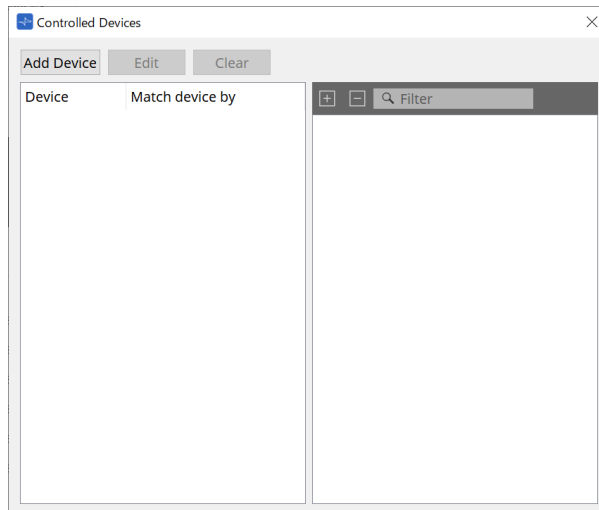 Controlled Devices
Add Device Edit Clear
Device Match device by
Filter